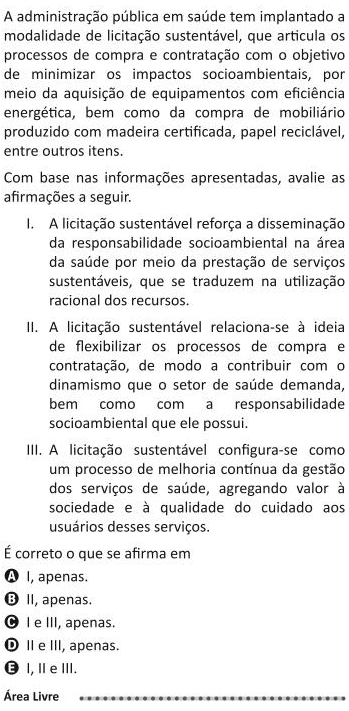 A administração pública em saúde tem implantado a
modalidade de licitação sustentável, que articula os
processos de compra e contratação com o objetivo
de minimizar os impactos socioambientais, por
meio da aquisição de equipamentos com eficiência
energética, bem como da compra de mobiliário
produzido com madeira certificada, papel reciclável,
entre outros itens.
Com base nas informações apresentadas, avalie as
afirmações a seguir.
I. A licitação sustentável reforça a disseminação
da responsabilidade socioambiental na área
da saúde por meio da prestação de serviços
sustentáveis, que se traduzem na utilização
racional dos recursos.
II. A licitação sustentável relaciona-se à ideia
de flexibilizar os processos de compra e
contratação, de modo a contribuir com o
dinamismo que o setor de saúde demanda,
bem como com a responsabilidade
socioambiental que ele possui.
III. A licitação sustentável configura-se como
um processo de melhoria contínua da gestão
dos serviços de saúde, agregando valor à
sociedade e à qualidade do cuidado aos
usuários desses serviços.
É correto o que se afirma em
A I, apenas.
B II, apenas.
C I e III, apenas.
D II e III, apenas.
E I, II e III.
Área Livre